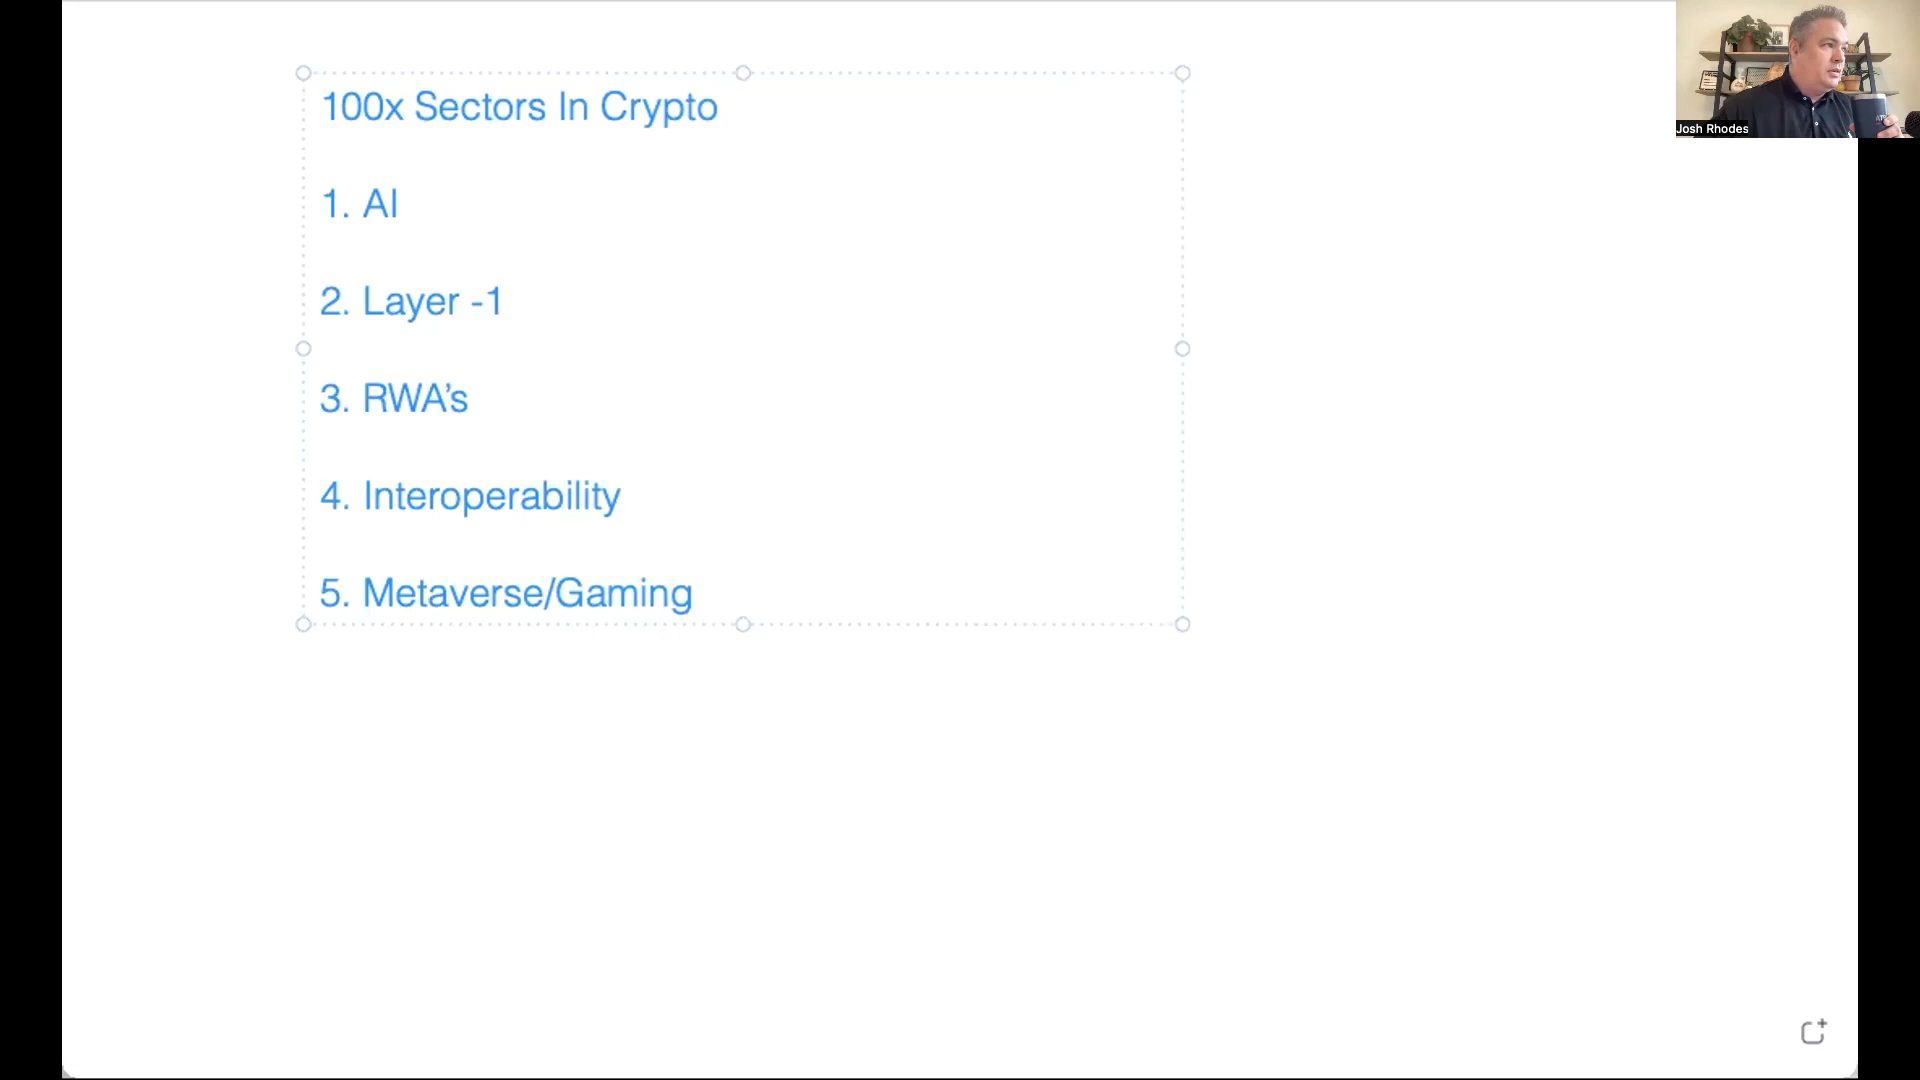 100x Sectors In Crypto
1. AI
2. Layer -1
3. RWA's
4. Interoperability
5. Metaverse/Gaming
Josh Rhodes